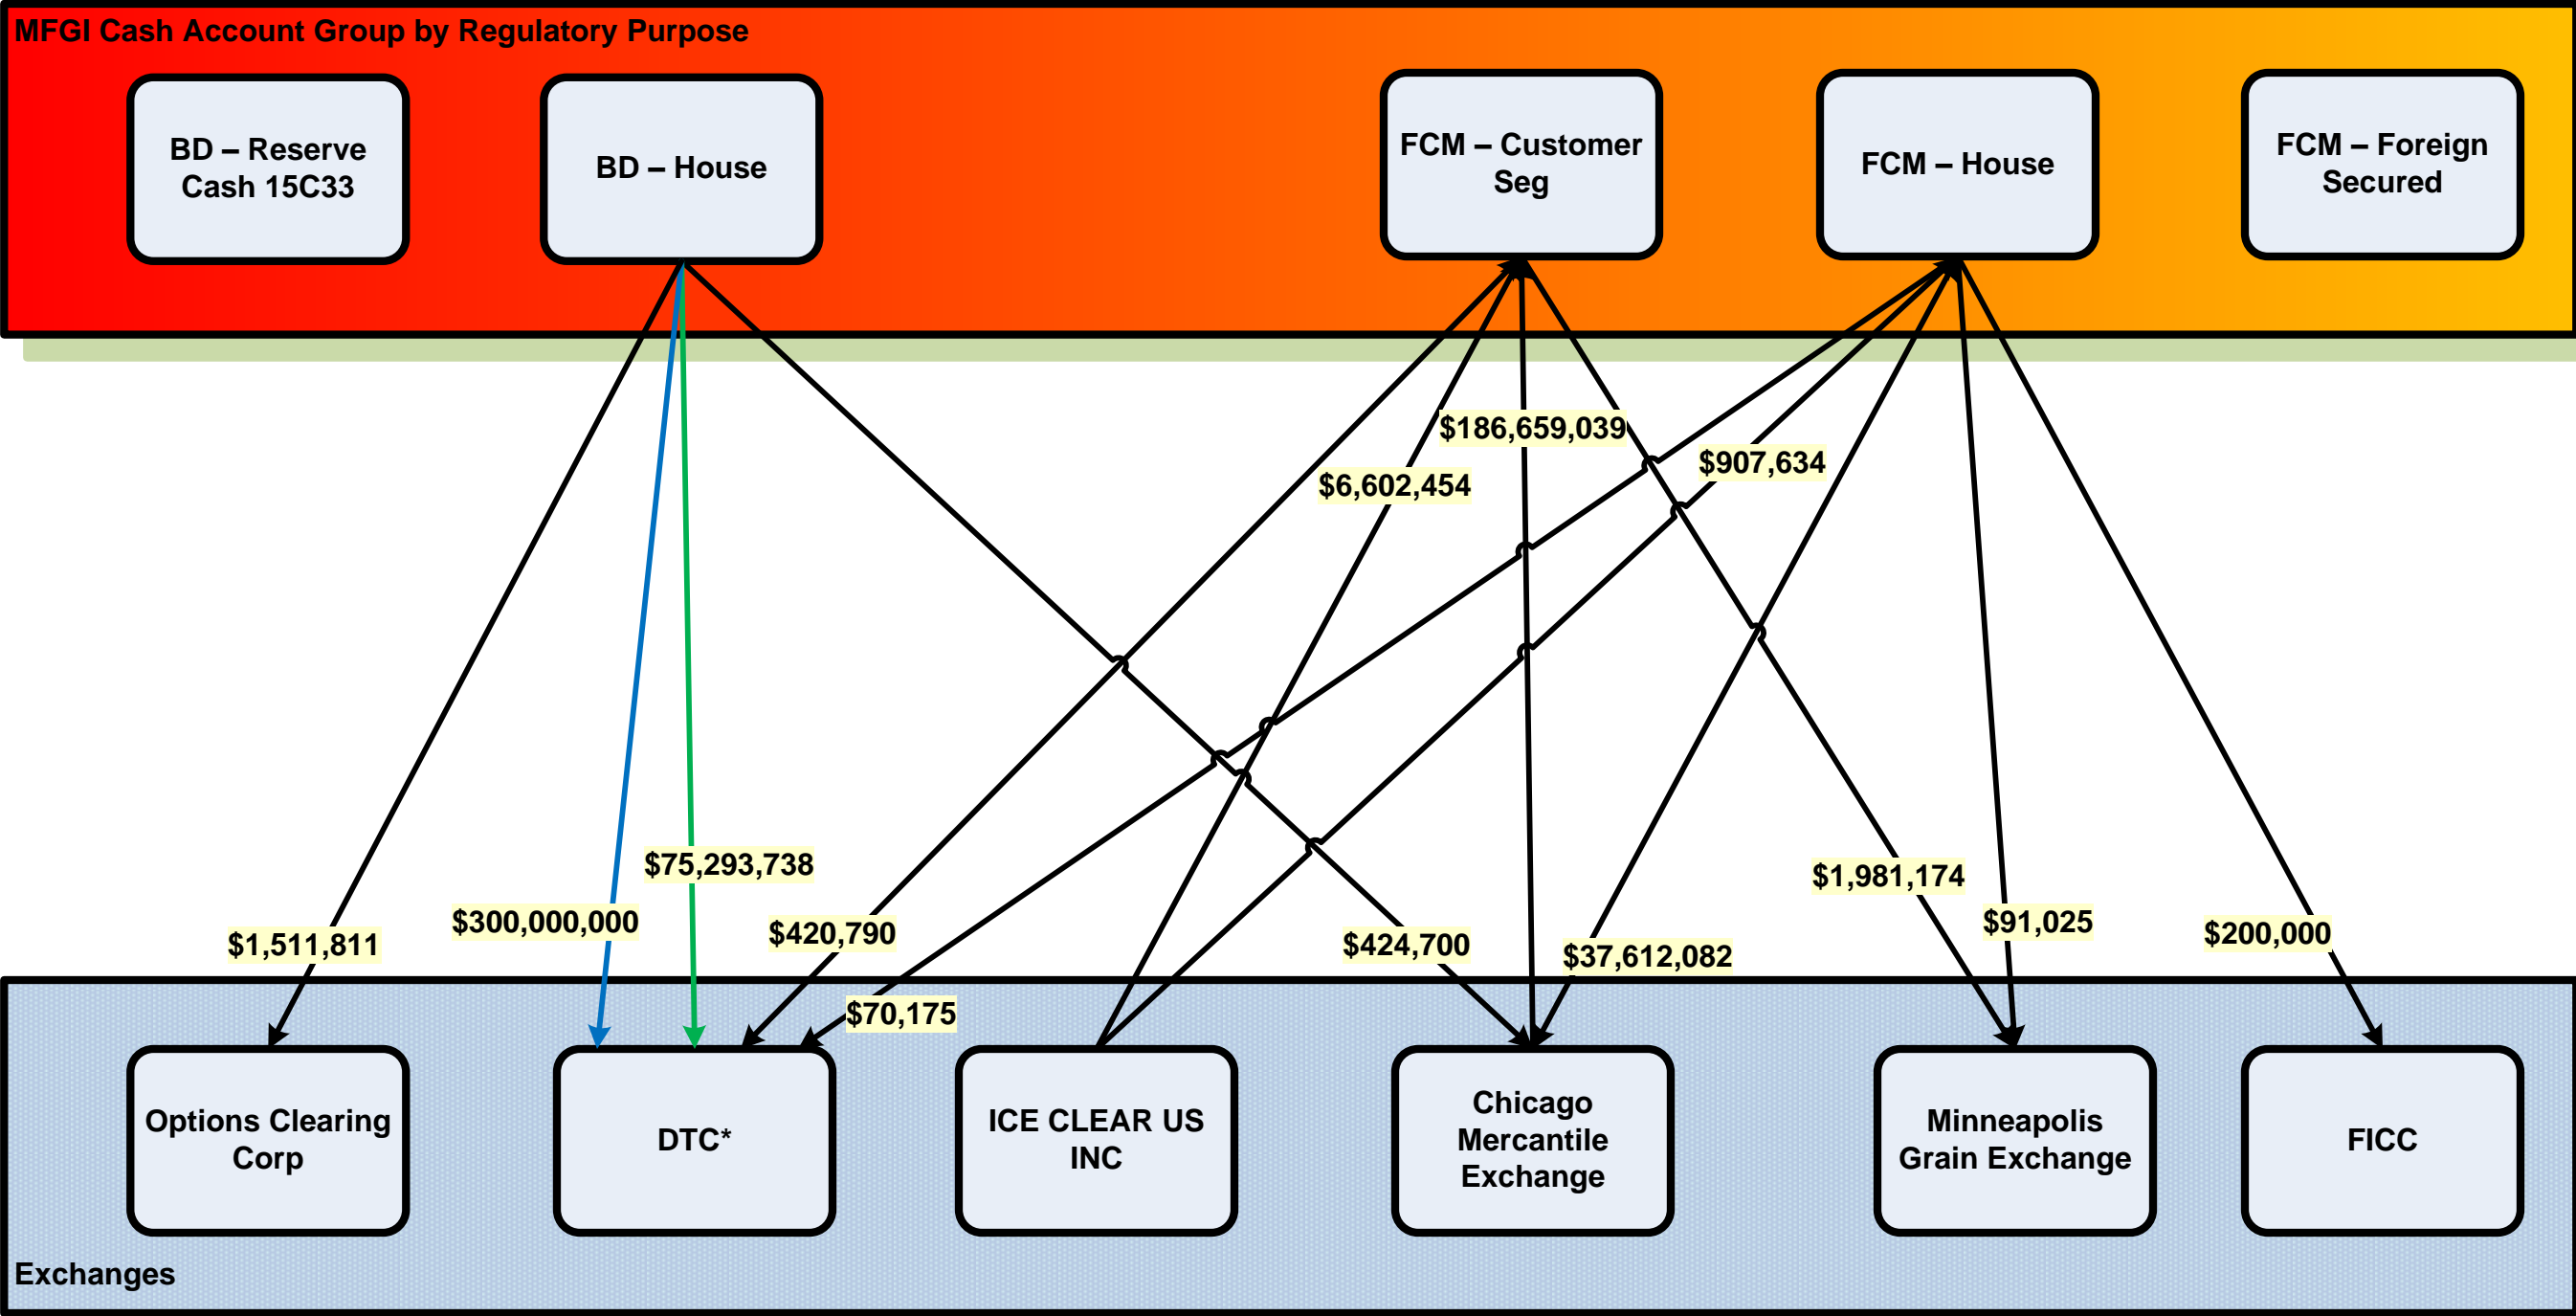 MFGI Cash Account Group by Regulatory Purpose
BD – Reserve
Cash 15C33
BD – House
FCM – Customer
Seg
FCM – House
FCM – Foreign
Secured
$186,659,039
$907,634
$6,602,454
$75,293,738
$1,981,174
$300,000,000
$91,025
$420,790
$200,000
$1,511,811
$424,700
$37,612,082
$70,175
Options Clearing
Corp
DTC*
ICE CLEAR US
INC
Chicago
Mercantile
Exchange
Minneapolis
Grain Exchange
FICC
Exchanges